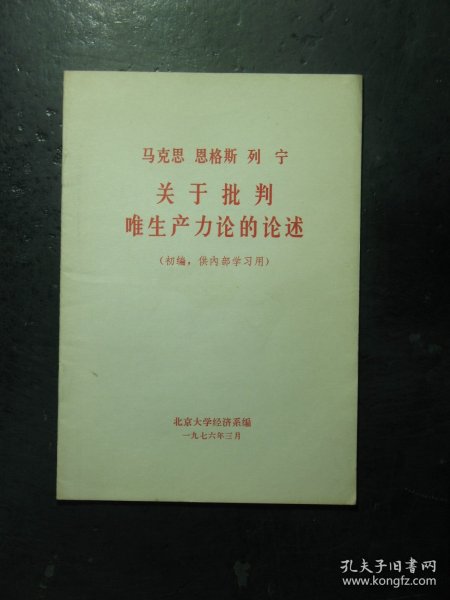 马克思 恩格斯 列 宁
关于批判
唯生产力论的论述
（初编，供内部学习用）
北京大学经济系编
一九七六年三月
孔夫子旧书网
www.kongfz.com